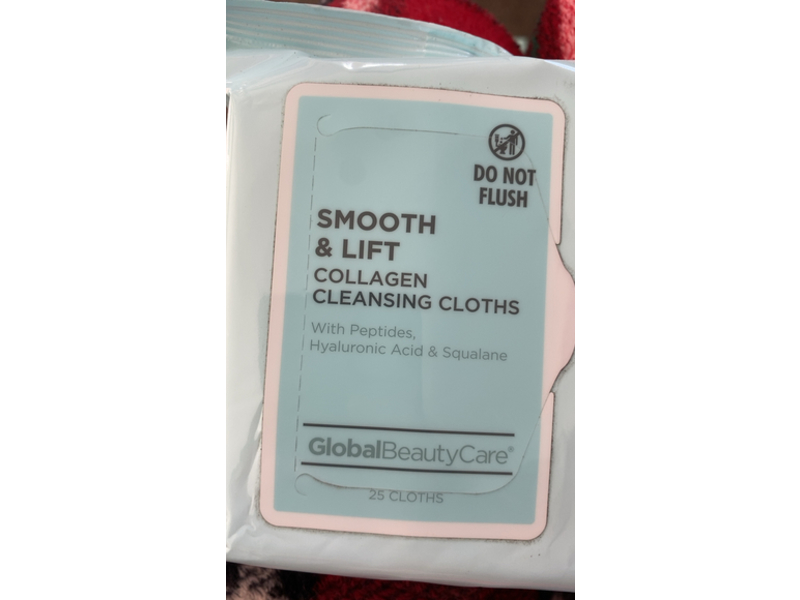 DO NOT
FLUSH
SMOOTH
& LIFT
COLLAGEN
CLEANSING CLOTHS
With Peptides,
Hyaluronic Acid & Squalane
GlobalBeautyCare®
25 CLOTHS